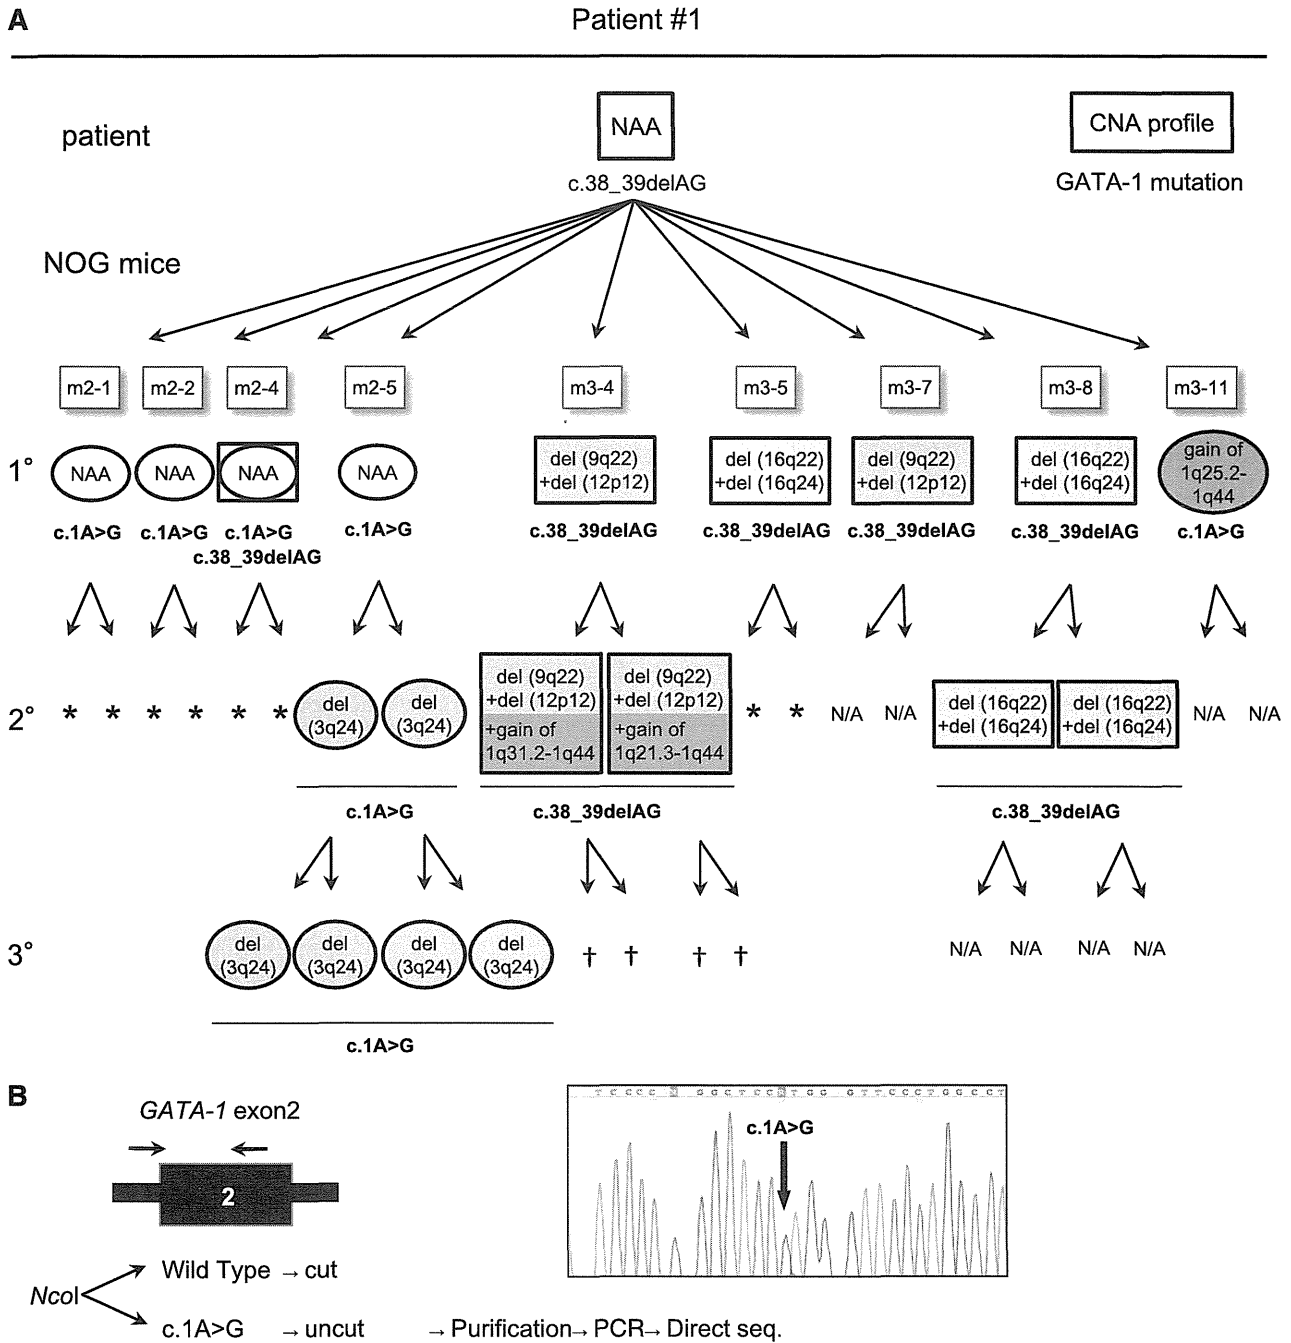 A
Patient #1
patient
NAA
CNA profile
c.38_39delAG
GATA-1 mutation
NOG mice
m2-1 m2-2 m2-4 m2-5 m3-4 m3-5 m3-7 m3-8 m3-11
1°
NAA NAA NAA NAA
del (9q22)
+del (12p12)
del (16q22)
+del (16q24)
del (9q22)
+del (12p12)
del (16q22)
+del (16q24)
gain of
1q25.2-
1q44
c.1A>G c.1A>G c.1A>G c.1A>G c.38_39delAG c.38_39delAG c.38_39delAG c.38_39delAG c.1A>G
c.38_39delAG
2°
* * * * * *
del
(3q24)
del
(3q24)
del (9q22)
+del (12p12)
+gain of
1q31.2-1q44
del (9q22)
+del (12p12)
+gain of
1q21.3-1q44
* * N/A N/A
del (16q22)
+del (16q24)
del (16q22)
+del (16q24)
N/A N/A
c.1A>G c.38_39delAG c.38_39delAG
3°
del
(3q24)
del
(3q24)
del
(3q24)
del
(3q24)
† † † † N/A N/A N/A N/A
c.1A>G
B
GATA-1 exon2
2
NcoI
Wild Type → cut
c.1A>G → uncut → Purification → PCR → Direct seq.
T C C C C G G C T C C T G G G T T C C C T G G C C T
c.1A>G